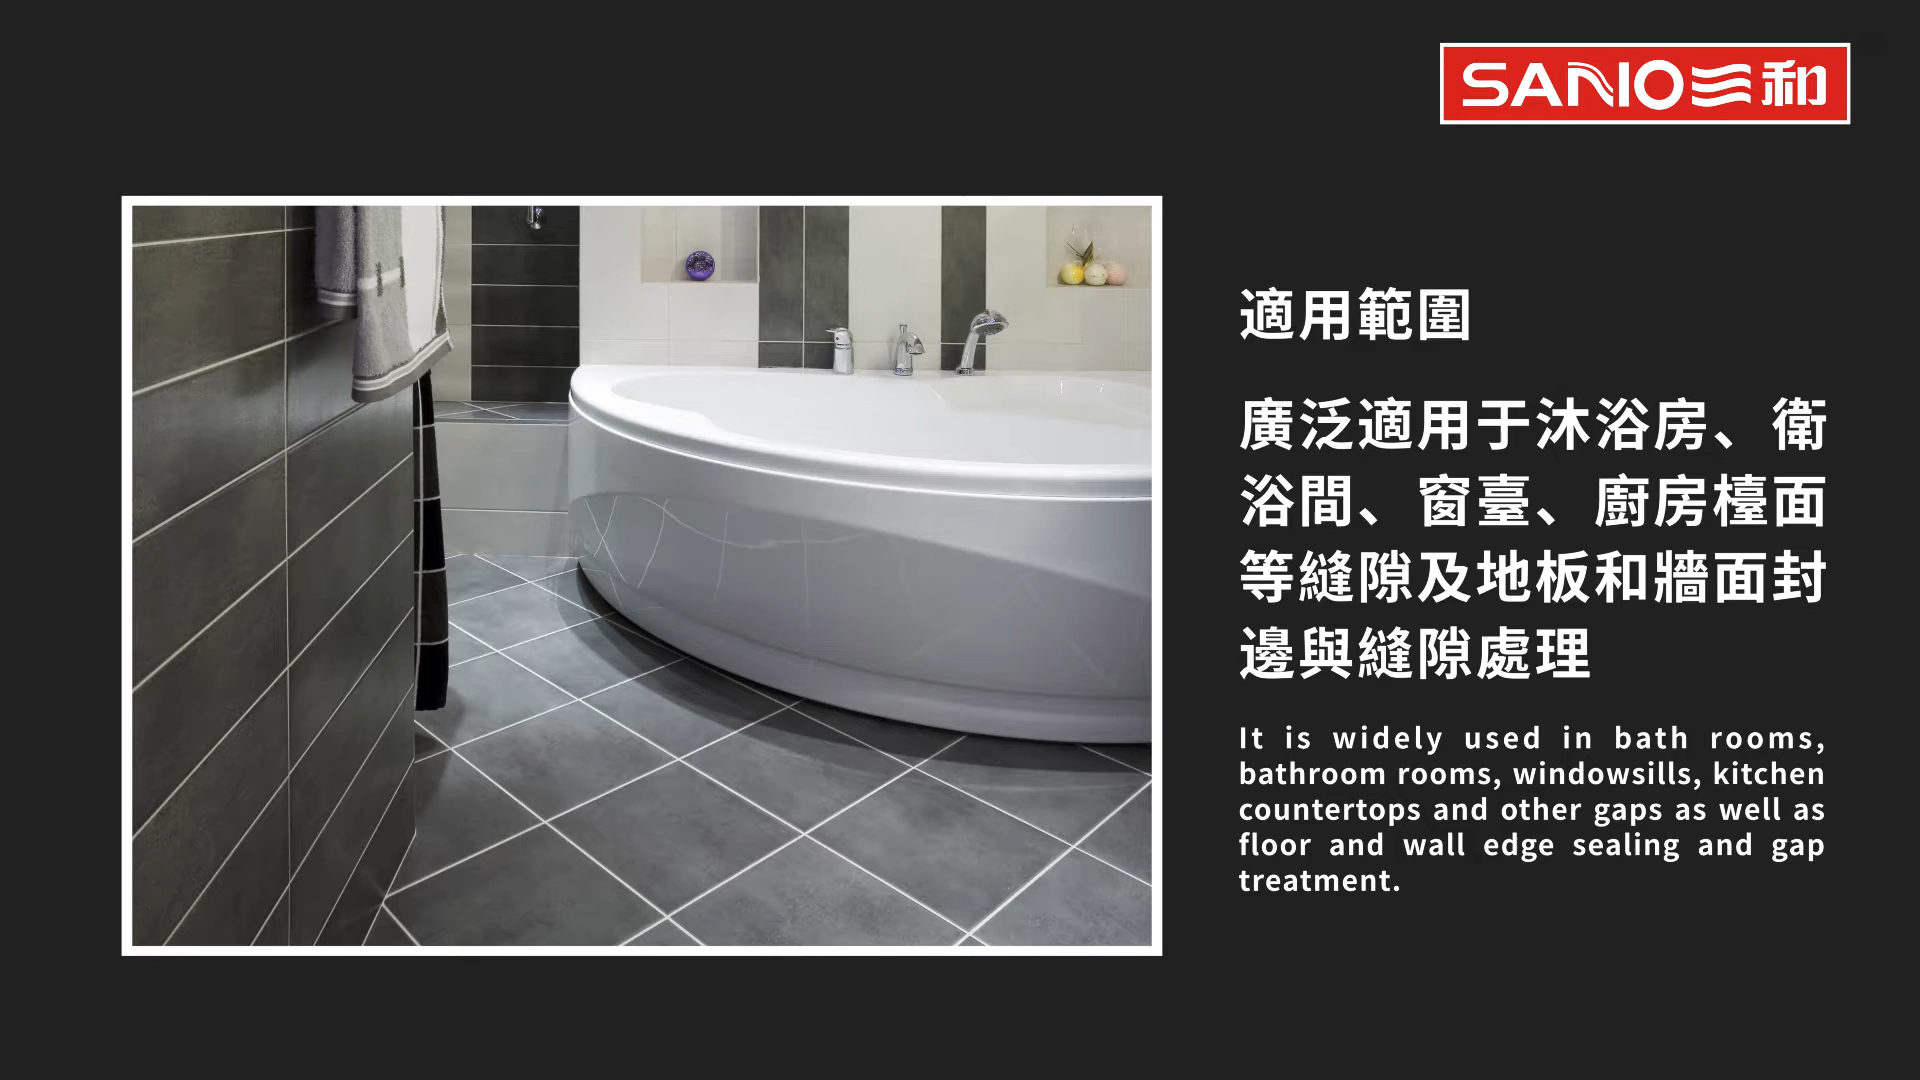 SANO三和
適用範圍
廣泛適用于沐浴房、衛
浴間、窗臺、廚房檯面
等縫隙及地板和牆面封
邊與縫隙處理
It is widely used in bath rooms,
bathroom rooms, windowsills, kitchen
countertops and other gaps as well as
floor and wall edge sealing and gap
treatment.